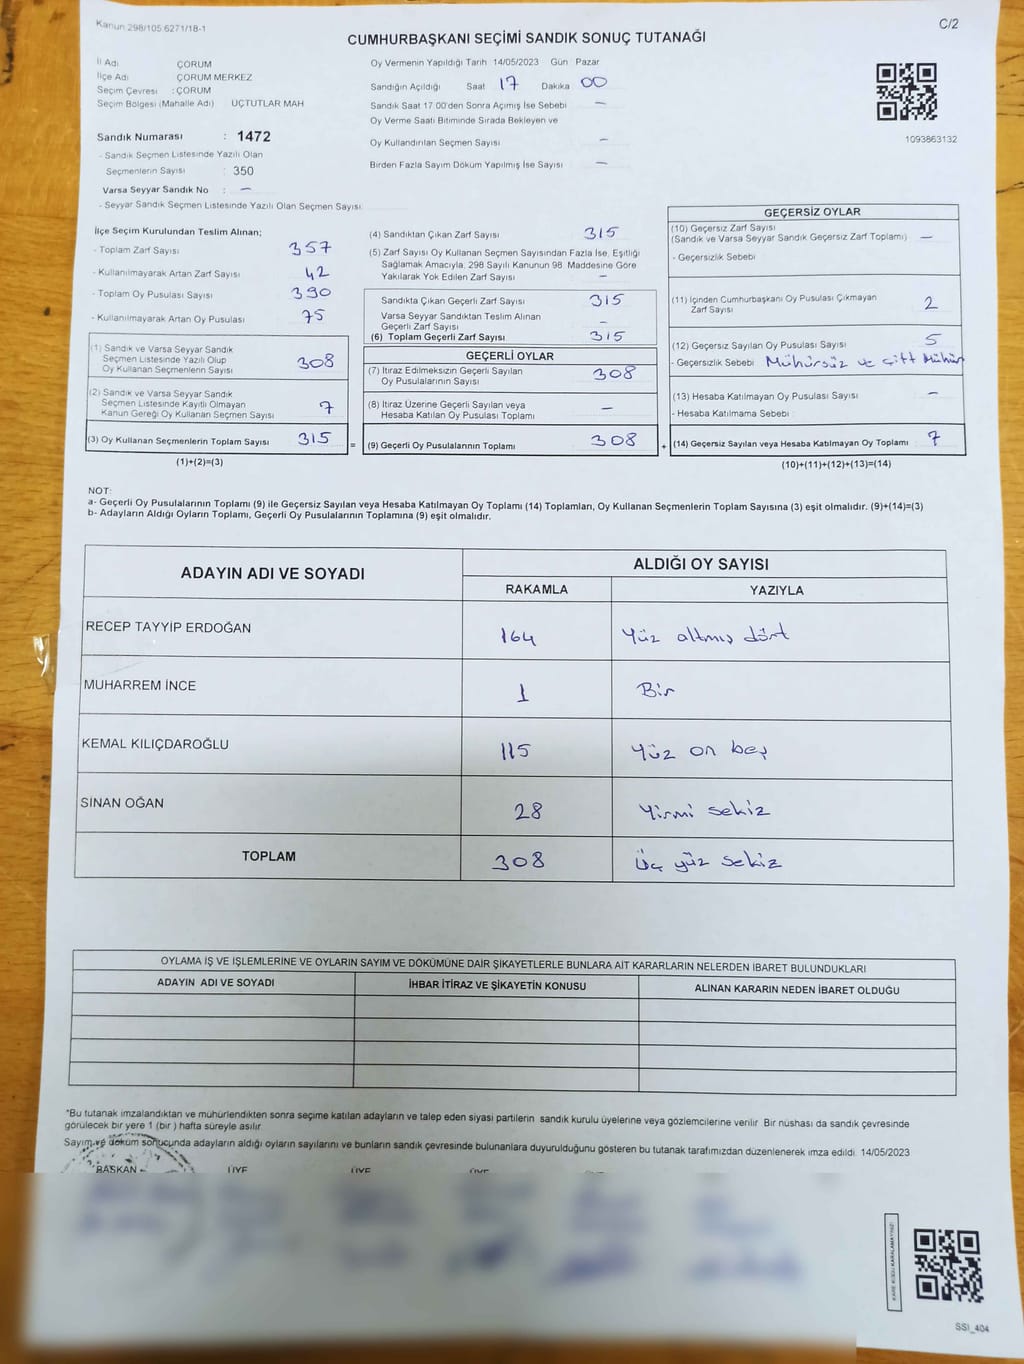 Kanun 298/105 6271/18-1
C/2
CUMHURBAŞKANI SEÇİMİ SANDIK SONUÇ TUTANAĞI
İl Adı ÇORUM
İlçe Adı ÇORUM MERKEZ
Seçim Çevresi : ÇORUM
Seçim Bölgesi (Mahalle Adı) ÜÇTUTLAR MAH
Sandık Numarası : 1472
- Sandık Seçmen Listesinde Yazılı Olan
Seçmenlerin Sayısı : 350
Varsa Seyyar Sandık No : –
- Seyyar Sandık Seçmen Listesinde Yazılı Olan Seçmen Sayısı
Oy Vermenin Yapıldığı Tarih 14/05/2023 Gün Pazar
Sandığın Açıldığı Saat 17 Dakika 00
Sandık Saat 17 00'den Sonra Açımış İse Sebebi –
Oy Verme Saati Bitiminde Sırada Bekleyen ve
Oy Kullandırılan Seçmen Sayısı –
Birden Fazla Sayım Döküm Yapılmış İse Sayısı –
1093863132
İlçe Seçim Kurulundan Teslim Alınan;
- Toplam Zarf Sayısı 357
- Kullanılmayarak Artan Zarf Sayısı 42
- Toplam Oy Pusulası Sayısı 390
- Kullanılmayarak Artan Oy Pusulası 75
(1) Sandık ve Varsa Seyyar Sandık
Seçmen Listesinde Yazılı Olup
Oy Kullanan Seçmenlerin Sayısı 308
(2) Sandık ve Varsa Seyyar Sandık
Seçmen Listesinde Kayıtlı Olmayan
Kanun Gereği Oy Kullanan Seçmen Sayısı 7
(3) Oy Kullanan Seçmenlerin Toplam Sayısı 315
(1)+(2)=(3)
(4) Sandıktan Çıkan Zarf Sayısı 315
(5) Zarf Sayısı Oy Kullanan Seçmen Sayısından Fazla İse, Eşitliği
Sağlamak Amacıyla, 298 Sayılı Kanunun 98 Maddesine Göre
Yakılarak Yok Edilen Zarf Sayısı –
Sandıkta Çıkan Geçerli Zarf Sayısı 315
Varsa Seyyar Sandıktan Teslim Alınan
Geçerli Zarf Sayısı –
(6) Toplam Geçerli Zarf Sayısı 315
GEÇERLİ OYLAR
(7) İtiraz Edilmeksizin Geçerli Sayılan
Oy Pusulalarının Sayısı 308
(8) İtiraz Üzerine Geçerli Sayılan veya
Hesaba Katılan Oy Pusulası Toplamı –
= (9) Geçerli Oy Pusulalarının Toplamı 308
GEÇERSİZ OYLAR
(10) Geçersiz Zarf Sayısı
(Sandık ve Varsa Seyyar Sandık Geçersiz Zarf Toplamı) –
- Geçersizlik Sebebi
(11) İçinden Cumhurbaşkanı Oy Pusulası Çıkmayan
Zarf Sayısı 2
(12) Geçersiz Sayılan Oy Pusulası Sayısı 5
- Geçersizlik Sebebi Mühürsüz ve Çift Mühür
(13) Hesaba Katılmayan Oy Pusulası Sayısı –
- Hesaba Katılmama Sebebi
+ (14) Geçersiz Sayılan veya Hesaba Katılmayan Oy Toplamı 7
(10)+(11)+(12)+(13)=(14)
NOT:
a- Geçerli Oy Pusulalarının Toplamı (9) ile Geçersiz Sayılan veya Hesaba Katılmayan Oy Toplamı (14) Toplamları, Oy Kullanan Seçmenlerin Toplam Sayısına (3) eşit olmalıdır. (9)+(14)=(3)
b- Adayların Aldığı Oyların Toplamı, Geçerli Oy Pusulalarının Toplamına (9) eşit olmalıdır.
ADAYIN ADI VE SOYADI ALDIĞI OY SAYISI
RAKAMLA YAZIYLA
RECEP TAYYİP ERDOĞAN 164 Yüz altmış dört
MUHARREM İNCE 1 Bir
KEMAL KILIÇDAROĞLU 115 Yüz on beş
SİNAN OĞAN 28 Yirmi sekiz
TOPLAM 308 Üç yüz sekiz
OYLAMA İŞ VE İŞLEMLERİNE VE OYLARIN SAYIM VE DÖKÜMÜNE DAİR ŞİKAYETLERLE BUNLARA AİT KARARLARIN NELERDEN İBARET BULUNDUKLARI
ADAYIN ADI VE SOYADI İHBAR İTİRAZ VE ŞİKAYETİN KONUSU ALINAN KARARIN NEDEN İBARET OLDUĞU
*Bu tutanak imzalandıktan ve mühürlendikten sonra seçime katılan adayların ve talep eden siyasi partilerin sandık kurulu üyelerine veya gözlemcilerine verilir Bir nüshası da sandık çevresinde
görülecek bir yere 1 (bir ) hafta süreyle asılır
Sayım ve döküm sonucunda adayların aldığı oyların sayılarını ve bunların sandık çevresinde bulunanlara duyurulduğunu gösteren bu tutanak tarafımızdan düzenlenerek imza edildi. 14/05/2023
BAŞKAN ÜYE ÜYE ÜYE
KARE KODU KARALAMAYINIZ!
SSI_404